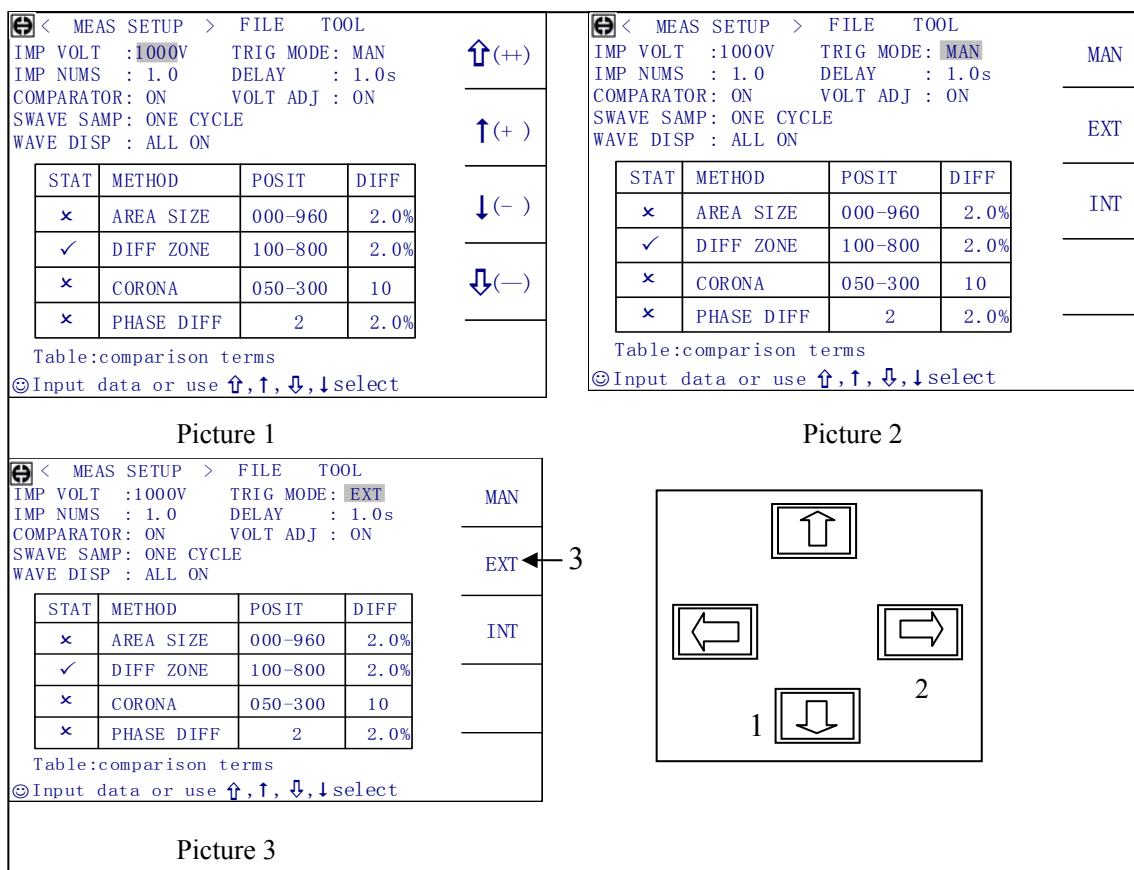 < MEAS SETUP > FILE TOOL
IMP VOLT :1000V TRIG MODE: MAN
IMP NUMS : 1.0 DELAY : 1.0s
COMPARATOR: ON VOLT ADJ : ON
SWAVE SAMP: ONE CYCLE
WAVE DISP : ALL ON
STAT METHOD POSIT DIFF
× AREA SIZE 000-960 2.0%
✓ DIFF ZONE 100-800 2.0%
× CORONA 050-300 10
× PHASE DIFF 2 2.0%
Table:comparison terms
☺Input data or use ⇧,↑,⇩,↓select
⇧(++)
↑(+ )
↓(- )
⇩(—)
Picture 1
< MEAS SETUP > FILE TOOL
IMP VOLT :1000V TRIG MODE: MAN
IMP NUMS : 1.0 DELAY : 1.0s
COMPARATOR: ON VOLT ADJ : ON
SWAVE SAMP: ONE CYCLE
WAVE DISP : ALL ON
STAT METHOD POSIT DIFF
× AREA SIZE 000-960 2.0%
✓ DIFF ZONE 100-800 2.0%
× CORONA 050-300 10
× PHASE DIFF 2 2.0%
Table:comparison terms
☺Input data or use ⇧,↑,⇩,↓select
MAN
EXT
INT
Picture 2
< MEAS SETUP > FILE TOOL
IMP VOLT :1000V TRIG MODE: EXT
IMP NUMS : 1.0 DELAY : 1.0s
COMPARATOR: ON VOLT ADJ : ON
SWAVE SAMP: ONE CYCLE
WAVE DISP : ALL ON
STAT METHOD POSIT DIFF
× AREA SIZE 000-960 2.0%
✓ DIFF ZONE 100-800 2.0%
× CORONA 050-300 10
× PHASE DIFF 2 2.0%
Table:comparison terms
☺Input data or use ⇧,↑,⇩,↓select
MAN
EXT
3
INT
Picture 3
2
1